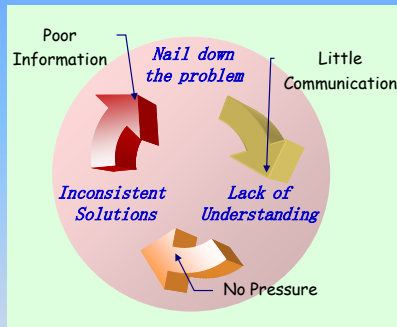 Poor
Information
Nail down
the problem
Little
Communication
Inconsistent
Solutions
Lack of
Understanding
No Pressure